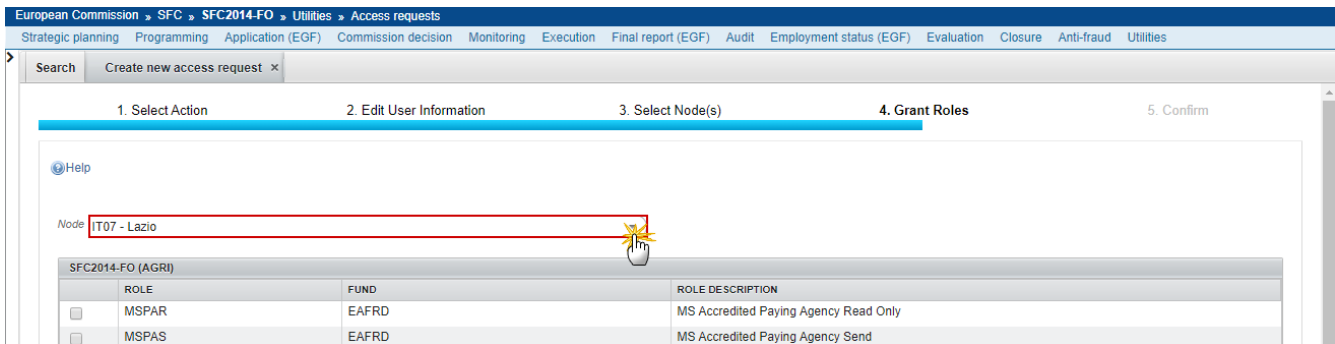 European Commission » SFC » SFC2014-FO » Utilities » Access requests
Strategic planning Programming Application (EGF) Commission decision Monitoring Execution Final report (EGF) Audit Employment status (EGF) Evaluation Closure Anti-fraud Utilities
Search Create new access request ×
1. Select Action 2. Edit User Information 3. Select Node(s) 4. Grant Roles 5. Confirm
Help
Node IT07 - Lazio
SFC2014-FO (AGRI)
ROLE FUND ROLE DESCRIPTION
MSPAR EAFRD MS Accredited Paying Agency Read Only
MSPAS EAFRD MS Accredited Paying Agency Send